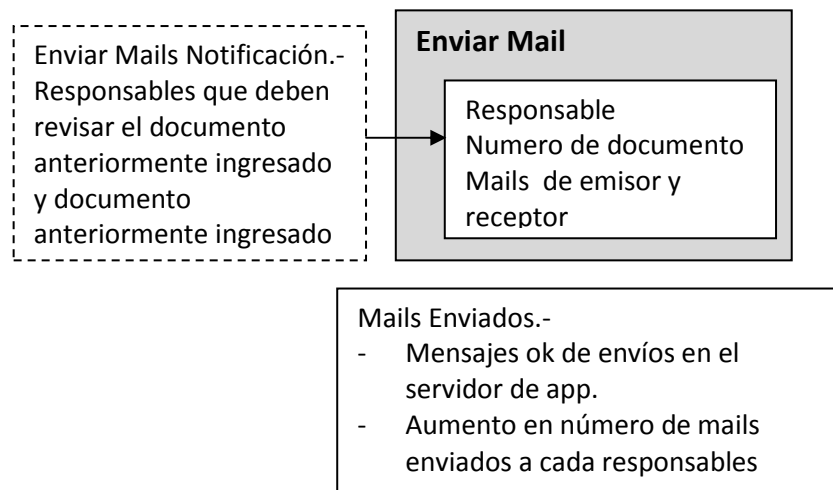 Enviar Mails Notificación.-
Responsables que deben
revisar el documento
anteriormente ingresado
y documento
anteriormente ingresado
Enviar Mail
Responsable
Numero de documento
Mails de emisor y
receptor
Mails Enviados.-
- Mensajes ok de envíos en el
servidor de app.
- Aumento en número de mails
enviados a cada responsables